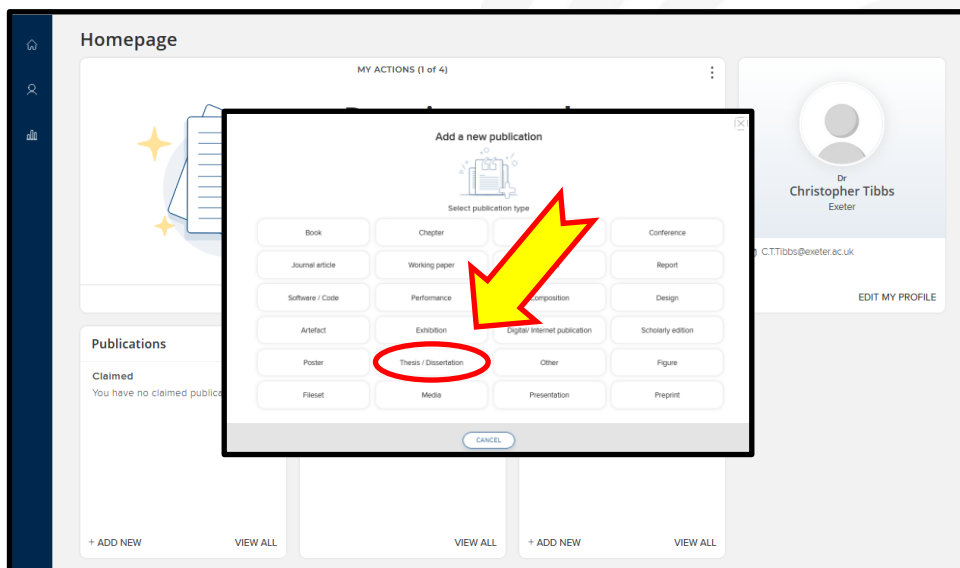 Homepage
MY ACTIONS (1 of 4)
Add a new publication
Select publication type
Book
Chapter
Conference
Journal article
Working paper
Report
Software / Code
Performance
Composition
Design
Artefact
Exhibition
Digital/ Internet publication
Scholarly edition
Poster
Thesis / Dissertation
Other
Figure
Fileset
Media
Presentation
Preprint
CANCEL
Dr
Christopher Tibbs
Exeter
C.T.Tibbs@exeter.ac.uk
EDIT MY PROFILE
Publications
Claimed
You have no claimed publica
+ ADD NEW
VIEW ALL
VIEW ALL
+ ADD NEW
VIEW ALL